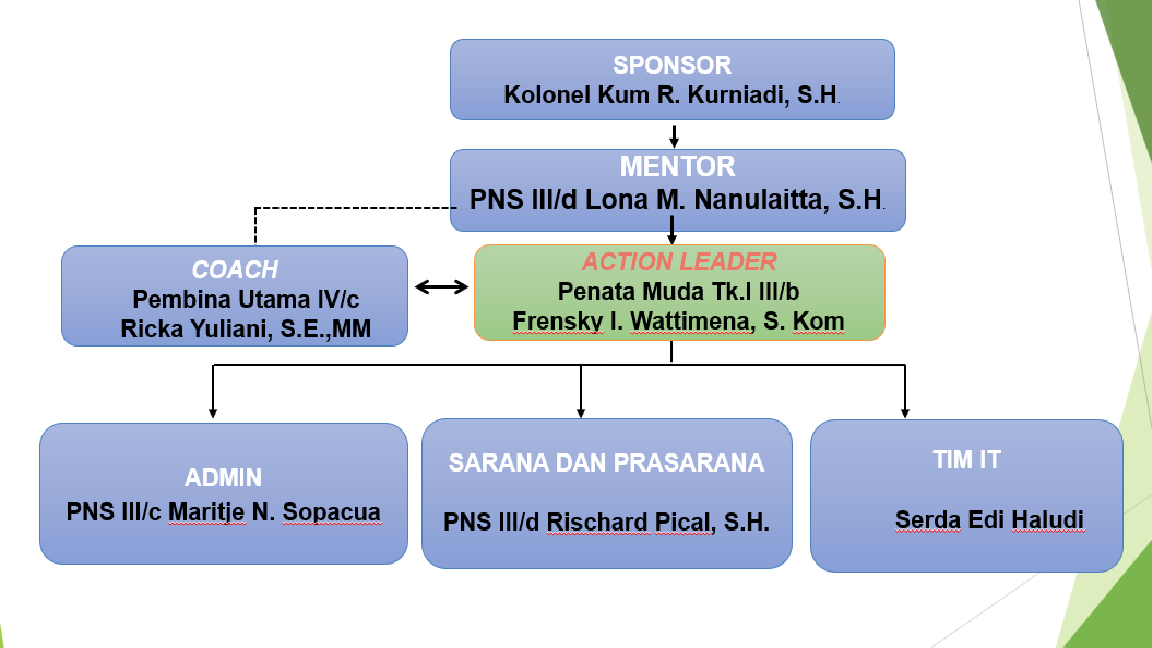 SPONSOR
Kolonel Kum R. Kurniadi, S.H.
MENTOR
PNS III/d Lona M. Nanulaitta, S.H.
COACH
Pembina Utama IV/c
Ricka Yuliani, S.E.,MM
ACTION LEADER
Penata Muda Tk.I III/b
Frensky I. Wattimena, S. Kom
ADMIN
PNS III/c Maritje N. Sopacua
SARANA DAN PRASARANA
PNS III/d Rischard Pical, S.H.
TIM IT
Serda Edi Haludi